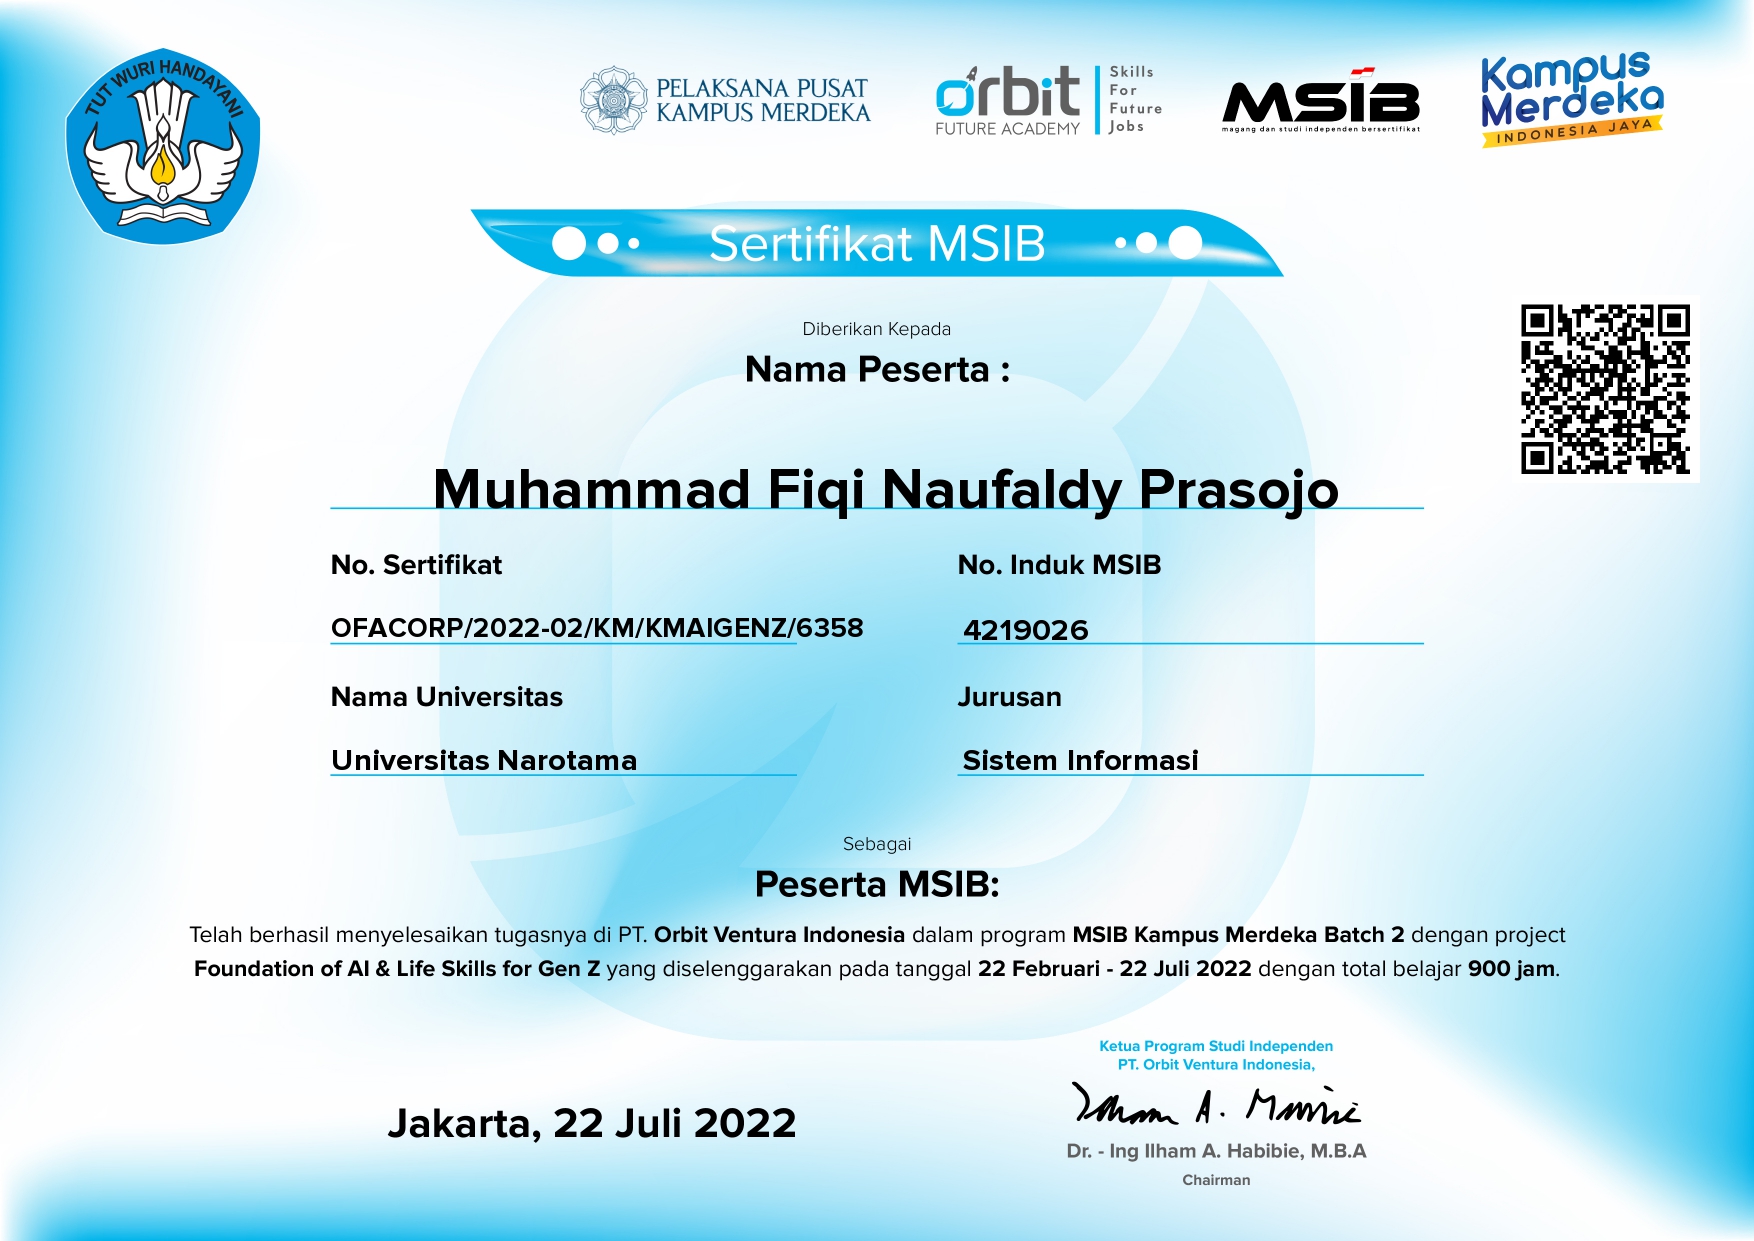 TUT WURI HANDAYANI
PELAKSANA PUSAT
KAMPUS MERDEKA
orbit
FUTURE ACADEMY
Skills
For
Future
Jobs
MSIB
magang dan studi independen bersertifikat
Kampus
Merdeka
INDONESIA JAYA
Sertifikat MSIB
Diberikan Kepada
Nama Peserta :
Muhammad Fiqi Naufaldy Prasojo
No. Sertifikat
No. Induk MSIB
OFACORP/2022-02/KM/KMAIGENZ/6358
4219026
Nama Universitas
Jurusan
Universitas Narotama
Sistem Informasi
Sebagai
Peserta MSIB:
Telah berhasil menyelesaikan tugasnya di PT. Orbit Ventura Indonesia dalam program MSIB Kampus Merdeka Batch 2 dengan project
Foundation of AI & Life Skills for Gen Z yang diselenggarakan pada tanggal 22 Februari - 22 Juli 2022 dengan total belajar 900 jam.
Ketua Program Studi Independen
PT. Orbit Ventura Indonesia,
Jakarta, 22 Juli 2022
Dr. - Ing Ilham A. Habibie, M.B.A
Chairman